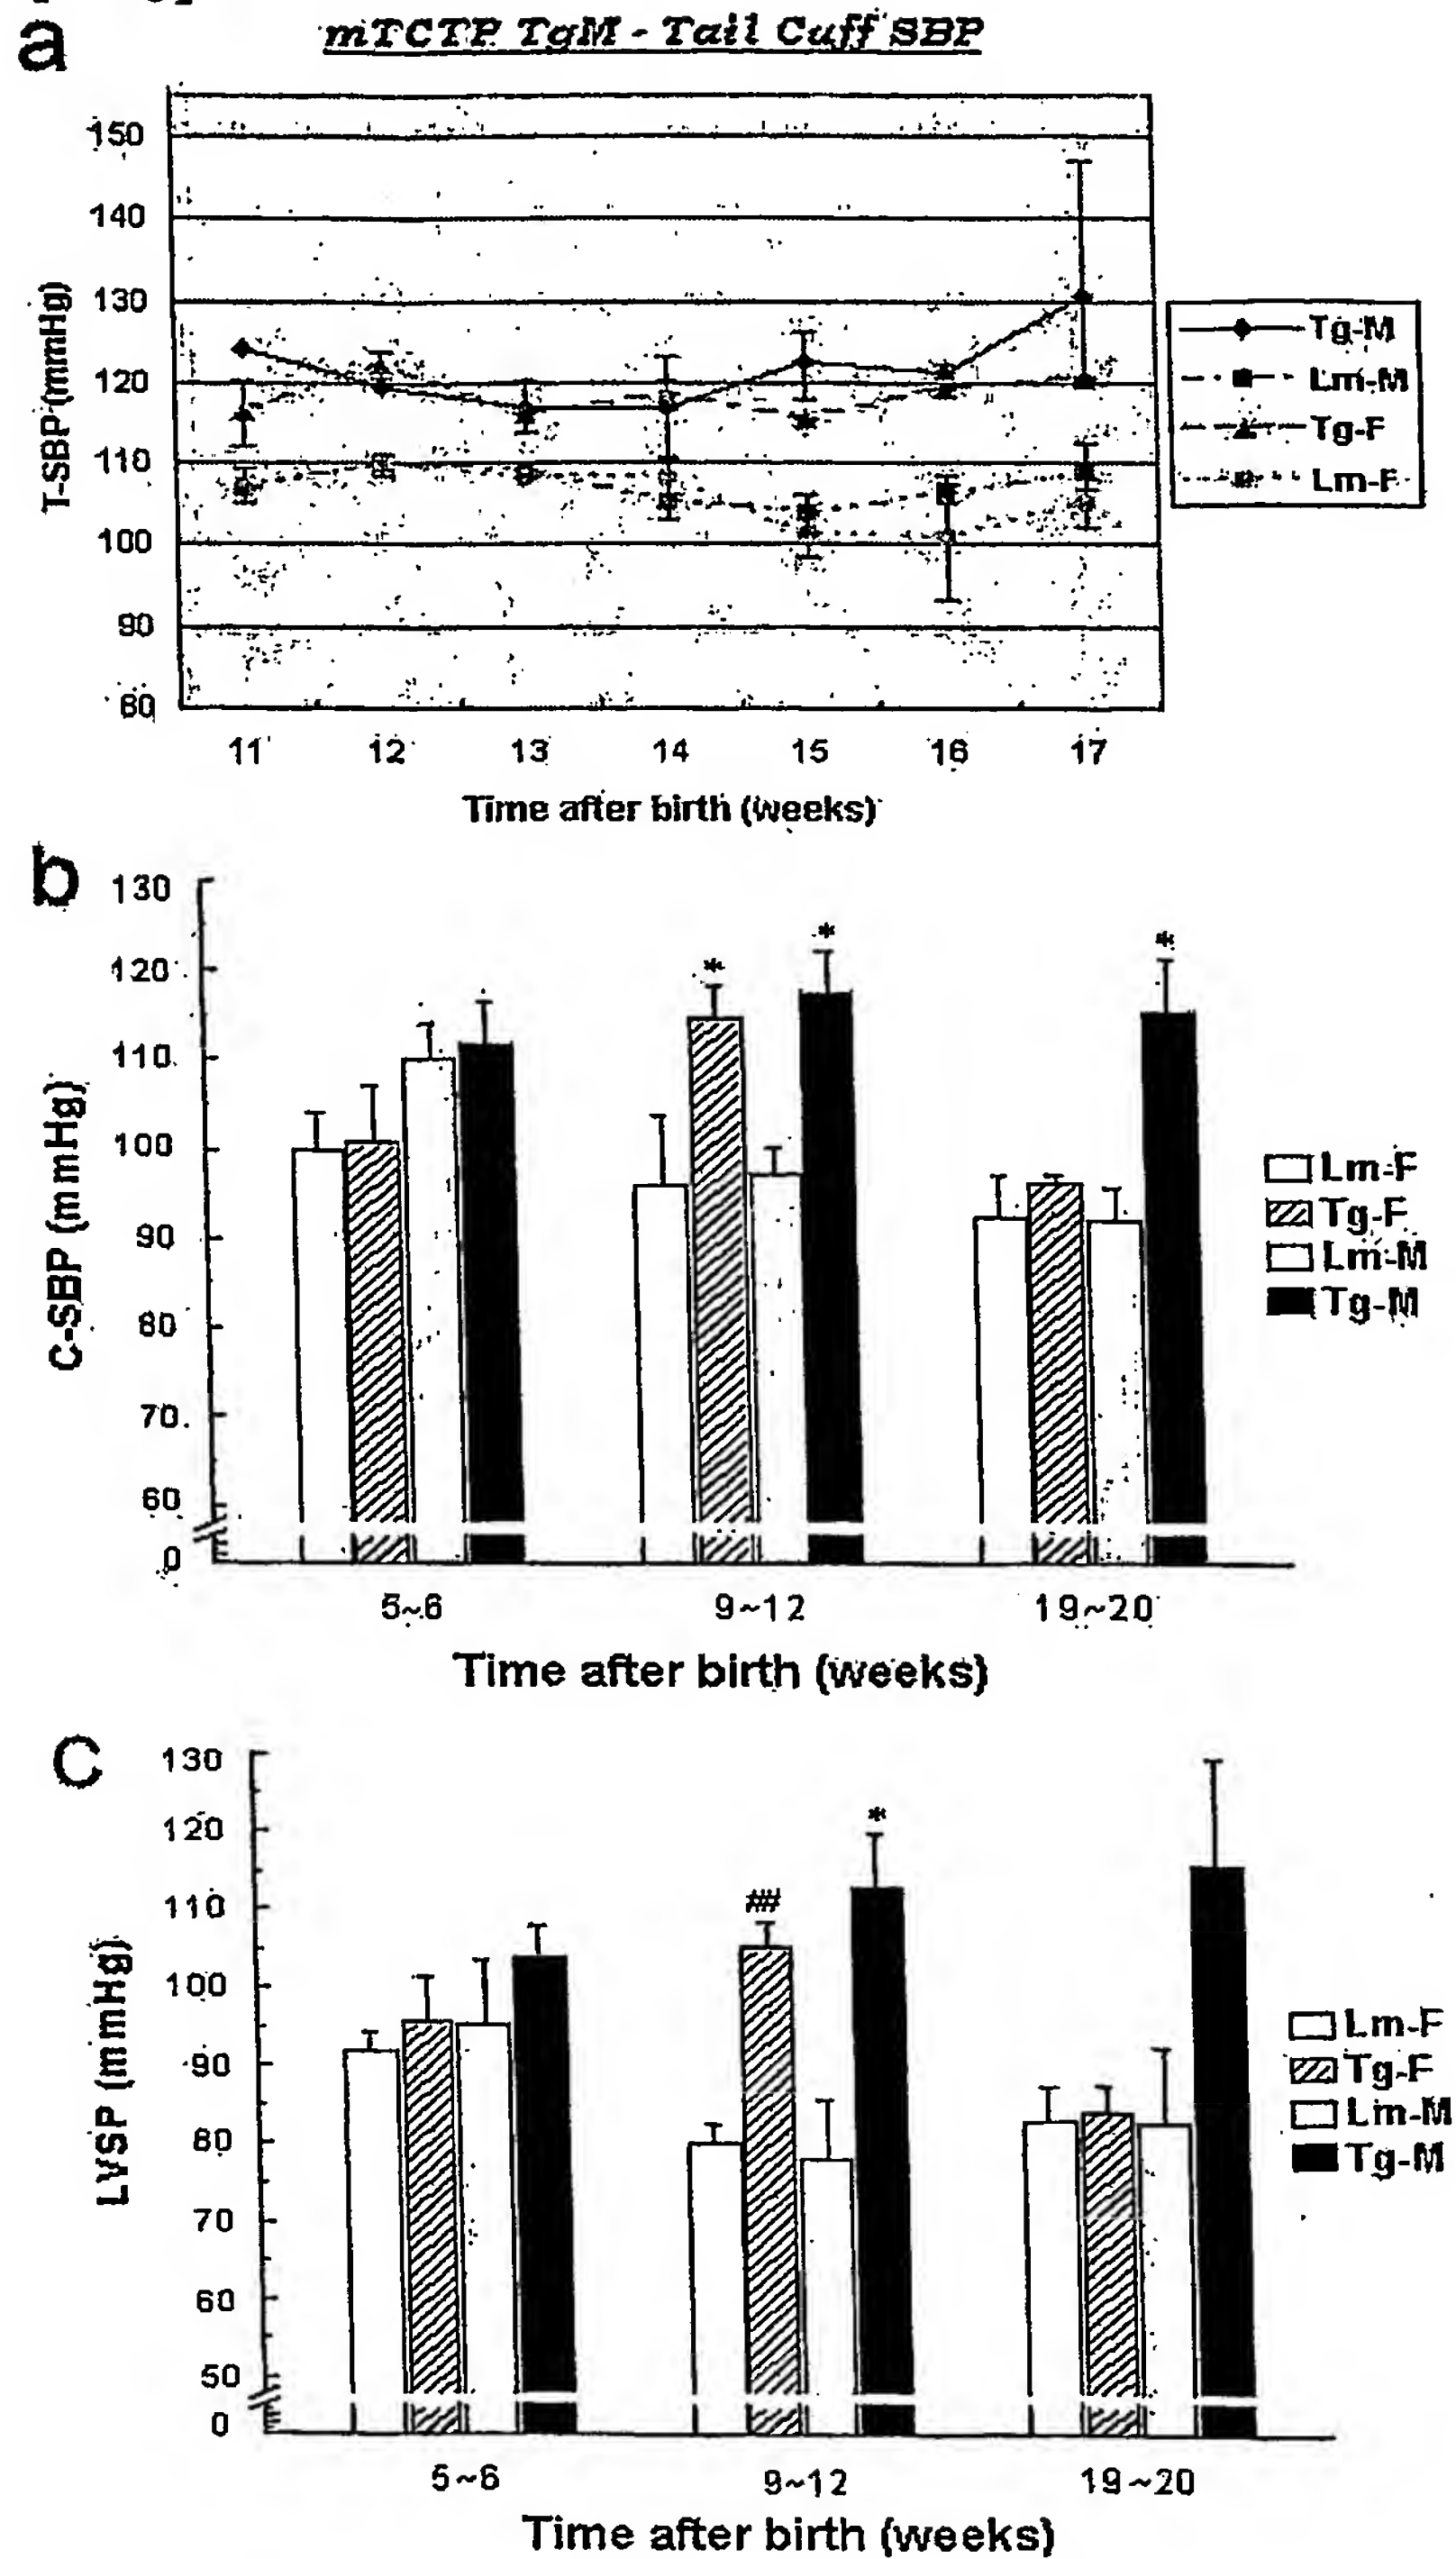 a
mTCTP TgM - Tail Cuff SBP
150
140
130
120
110
100
90
80
T-SBP (mmHg)
11 12 13 14 15 16 17
Time after birth (weeks)
Tg-M
Lm-M
Tg-F
Lm-F
b
130
120
110
100
90
80
70
60
0
C-SBP (mmHg)
*
*
*
5~6 9~12 19~20
Time after birth (weeks)
Lm-F
Tg-F
Lm-M
Tg-M
c
130
120
110
100
90
80
70
60
50
0
LVSP (mmHg)
##
*
5~6 9~12 19~20
Time after birth (weeks)
Lm-F
Tg-F
Lm-M
Tg-M